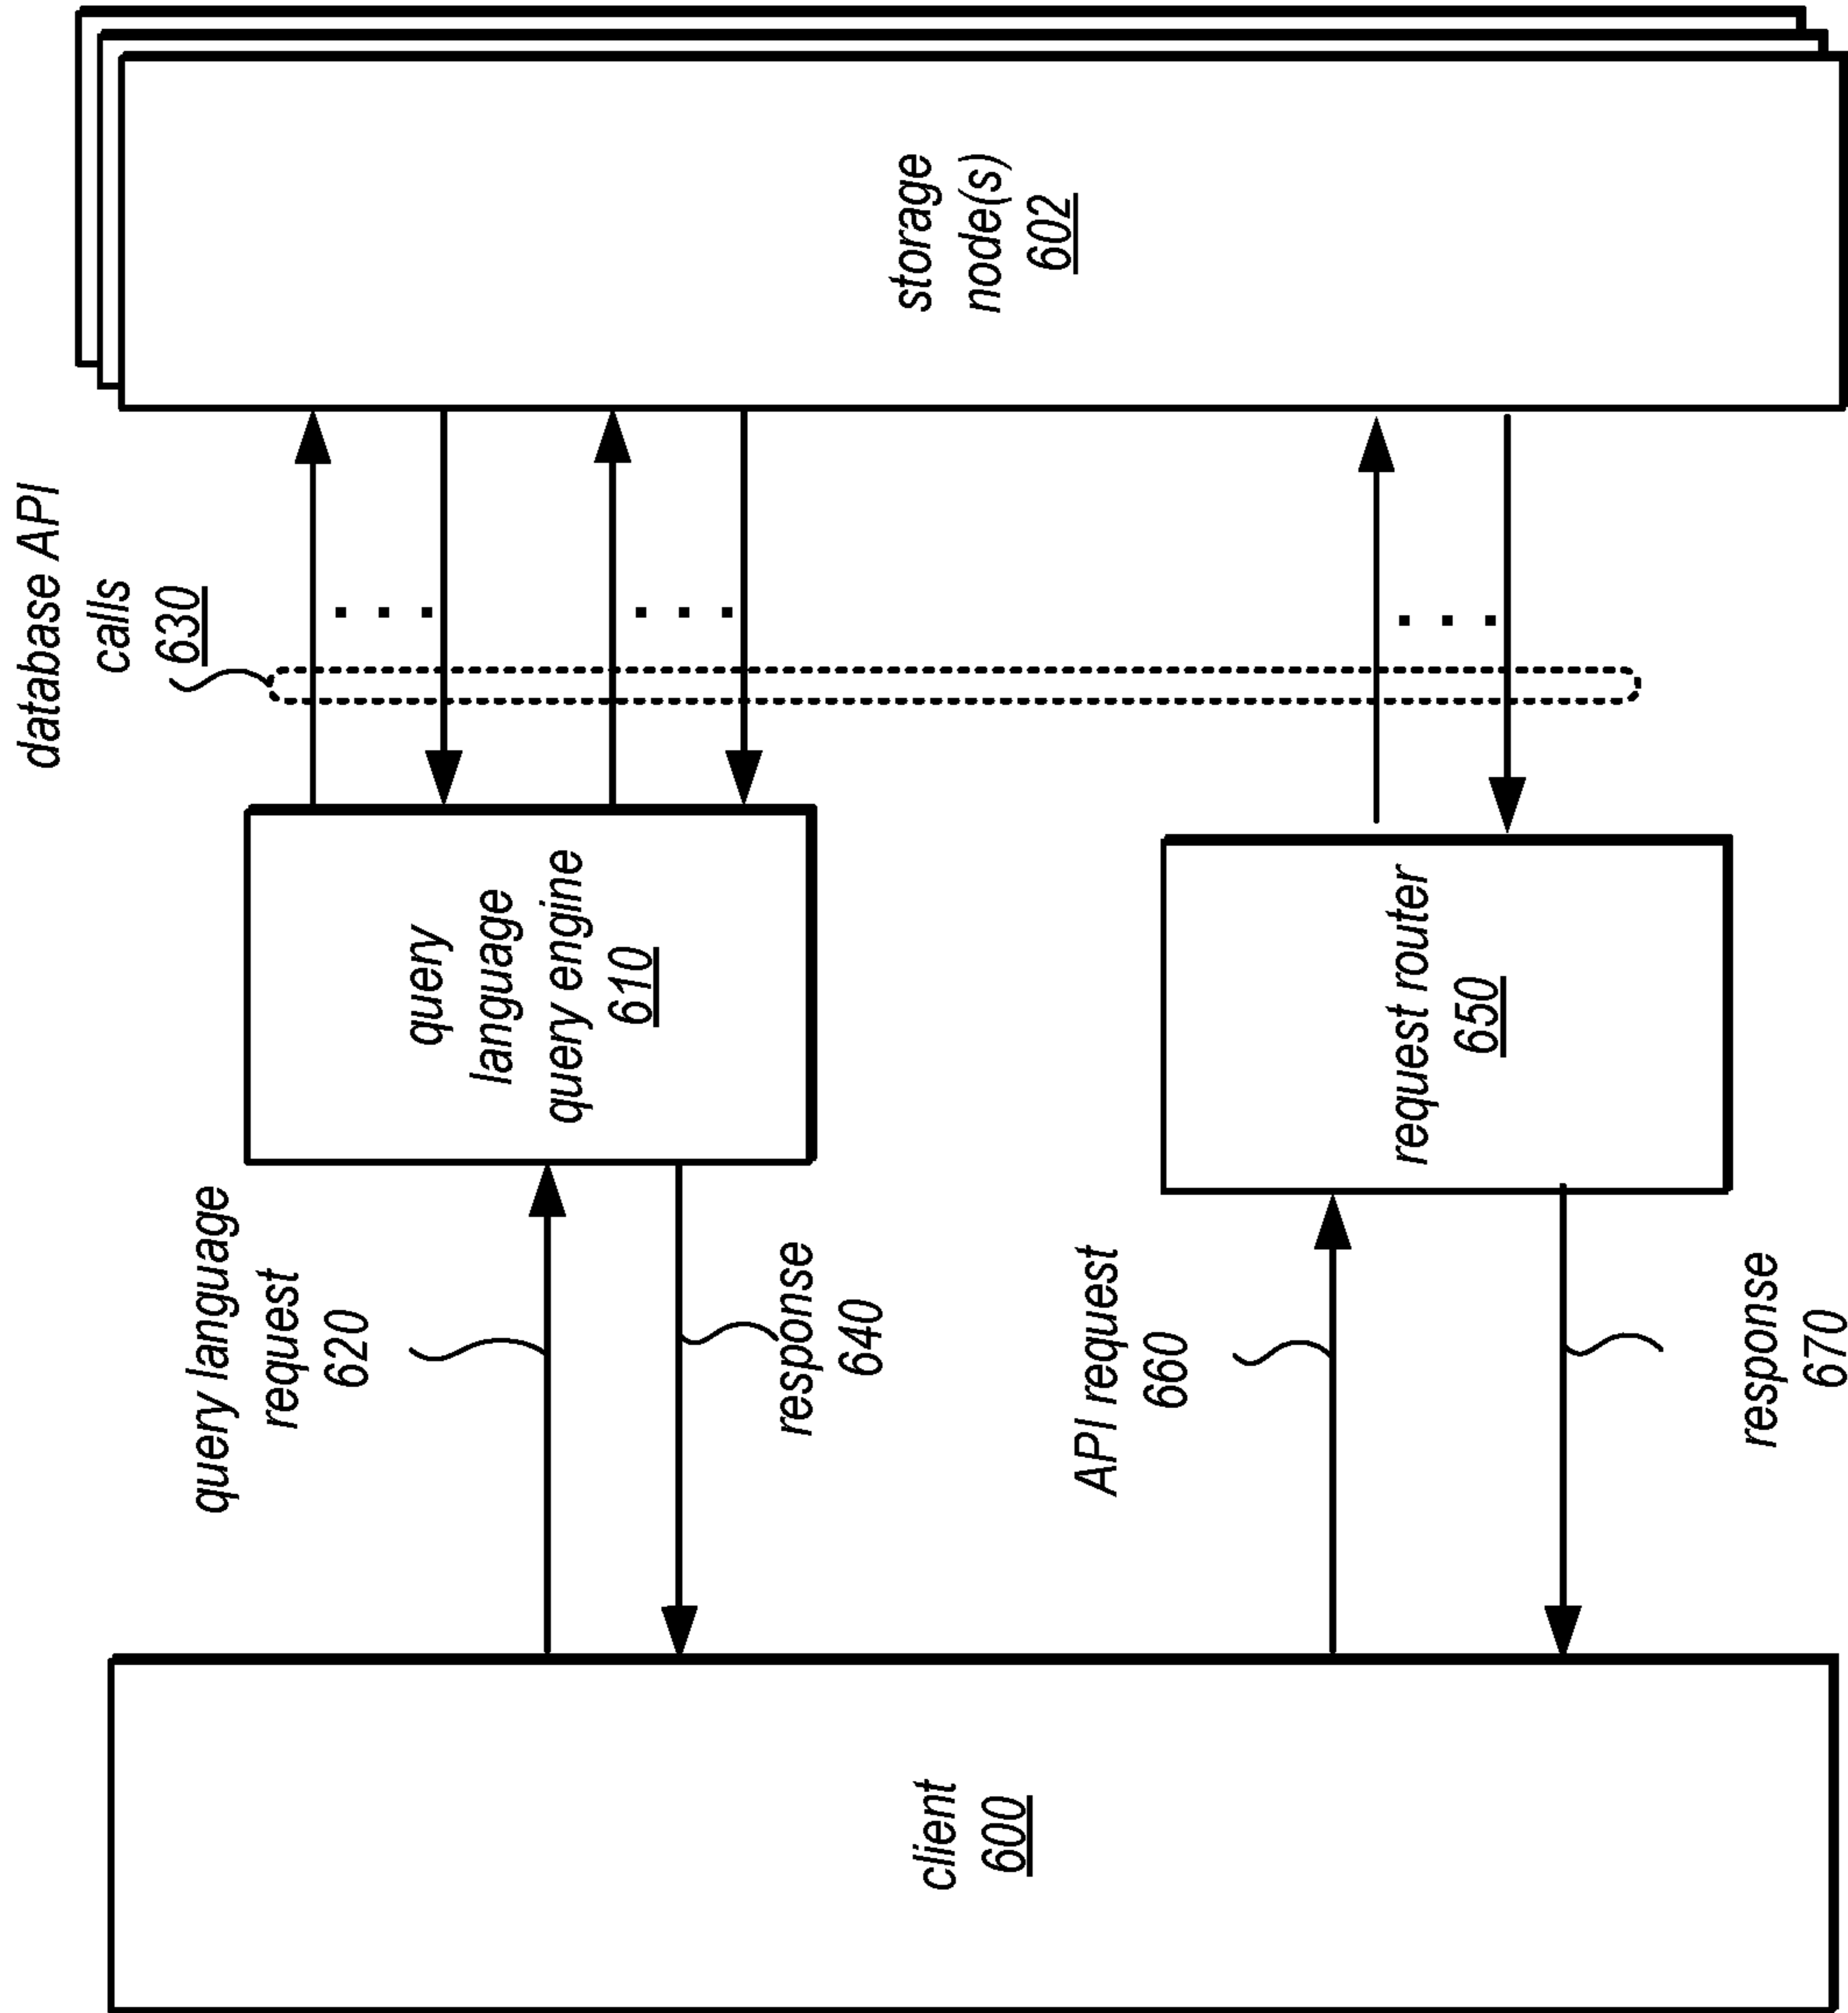 database API
calls
630
query language
request
620
query
language
query engine
610
response
640
client
600
storage
node(s)
602
API request
660
request router
650
response
670